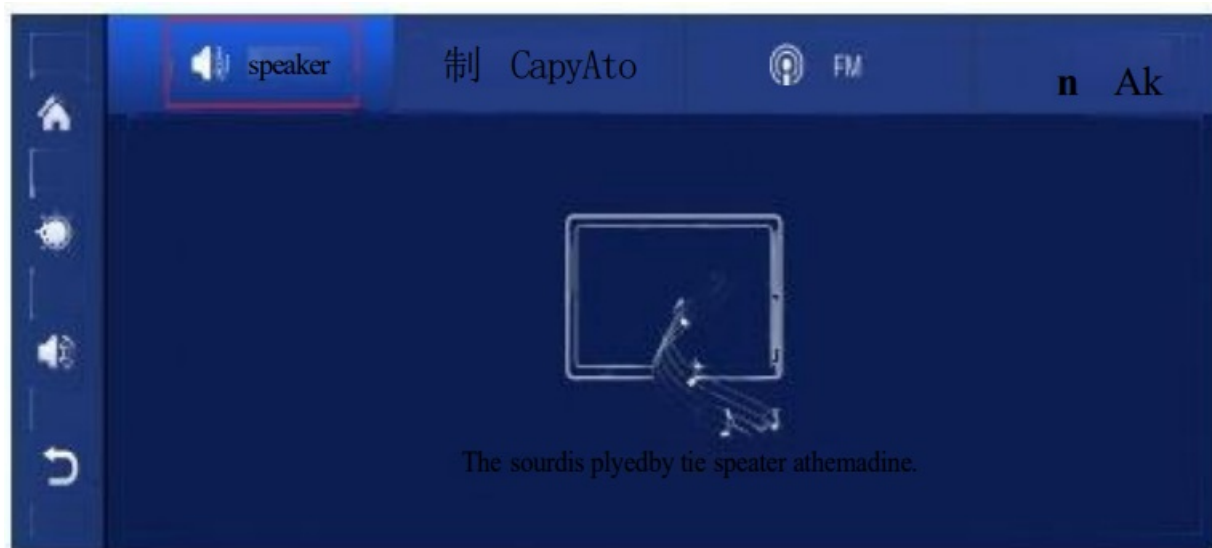 speaker
制 CapyAto
FM
n Ak
The sourdis plyedby tie speater athemadine.